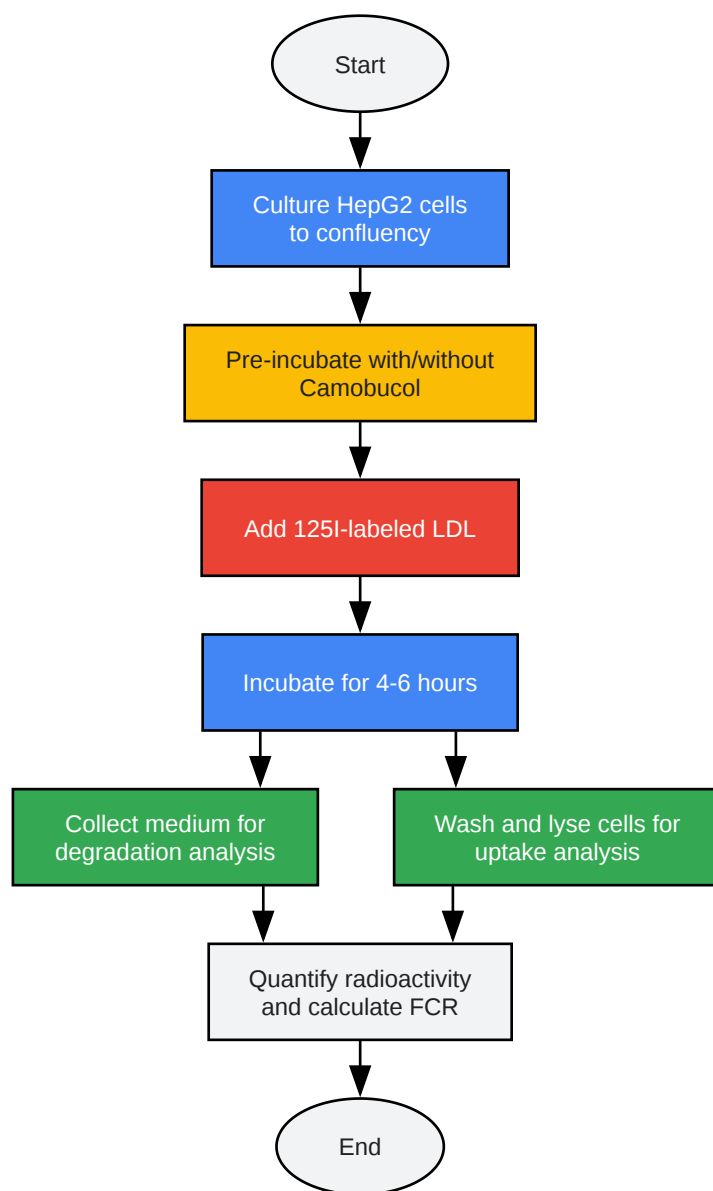 Start
Culture HepG2 cells
to confluency
Pre-incubate with/without
Camobucol
Add 125I-labeled LDL
Incubate for 4-6 hours
Collect medium for
degradation analysis
Wash and lyse cells for
uptake analysis
Quantify radioactivity
and calculate FCR
End